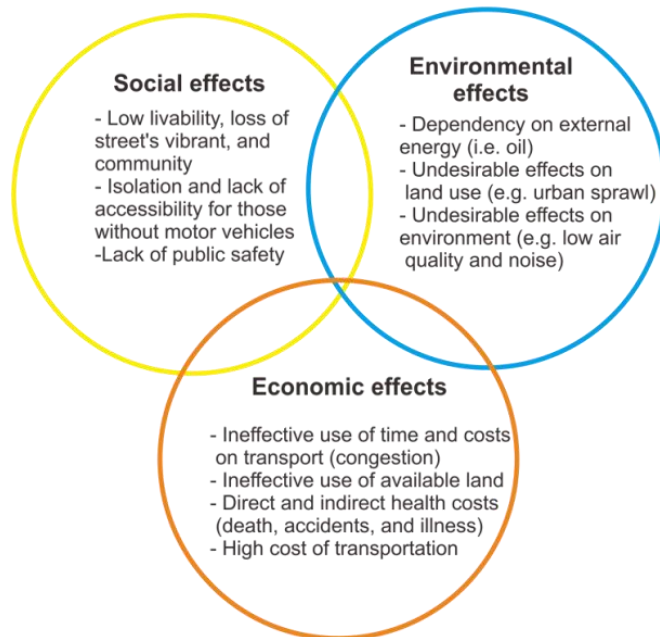 Social effects
- Low livability, loss of
street's vibrant, and
community
- Isolation and lack of
accessibility for those
without motor vehicles
-Lack of public safety
Environmental
effects
- Dependency on external
energy (i.e. oil)
- Undesirable effects on
land use (e.g. urban sprawl)
- Undesirable effects on
environment (e.g. low air
quality and noise)
Economic effects
- Ineffective use of time and costs
on transport (congestion)
- Ineffective use of available land
- Direct and indirect health costs
(death, accidents, and illness)
- High cost of transportation